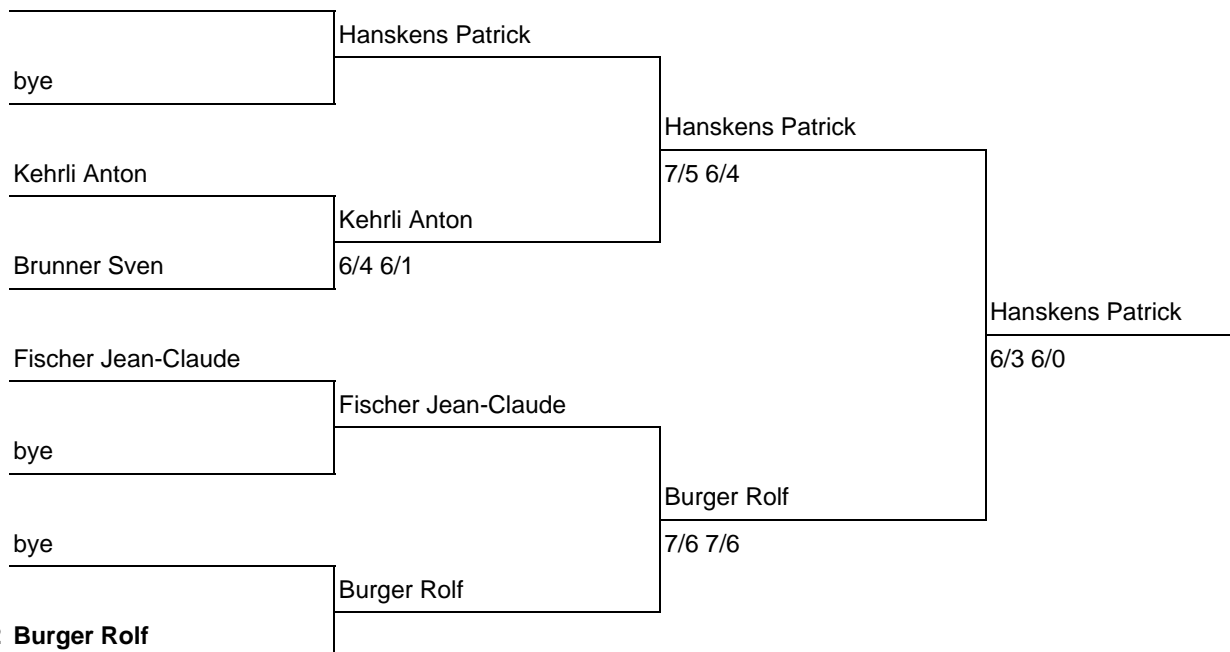 Hanskens Patrick
bye
Hanskens Patrick
Kehrli Anton
7/5 6/4
Kehrli Anton
Brunner Sven
6/4 6/1
Hanskens Patrick
Fischer Jean-Claude
6/3 6/0
Fischer Jean-Claude
bye
Burger Rolf
bye
7/6 7/6
Burger Rolf
Burger Rolf